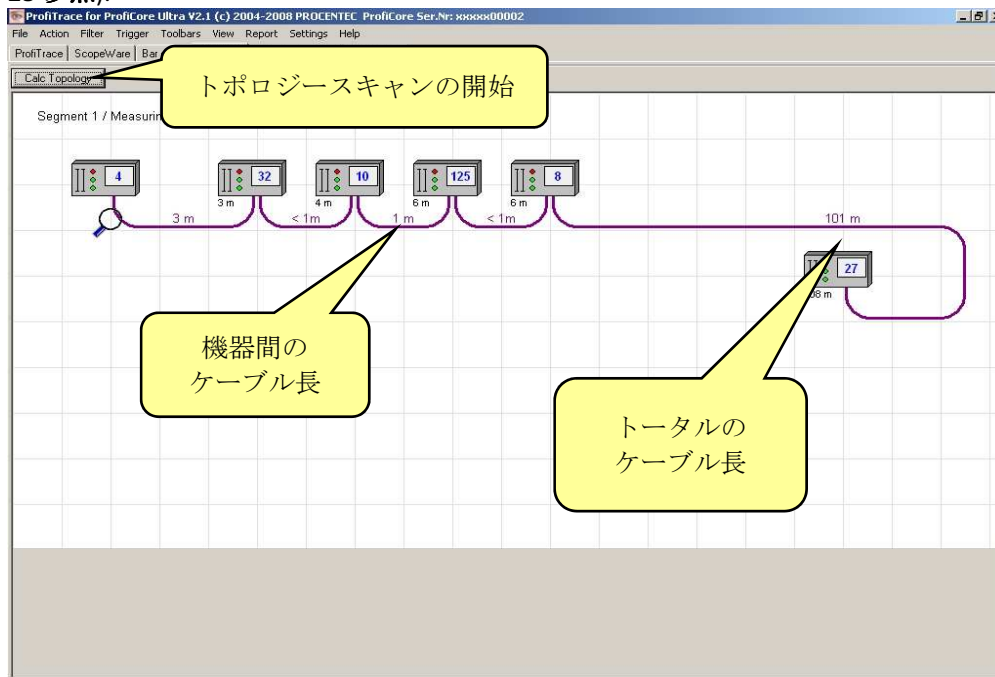 ProfiTrace for ProfiCore Ultra V2.1 (c) 2004-2008 PROCENTEC ProfiCore Ser.Nr: xxxxx00002
File Action Filter Trigger Toolbars View Report Settings Help
ProfiTrace ScopeWare Bar
Calc Topology
トポロジースキャンの開始
Segment 1 / Measurin
4 32 10 125 8
3 m 4 m 6 m 6 m
3 m < 1m 1 m < 1m 101 m
27
機器間の
ケーブル長
トータルの
ケーブル長